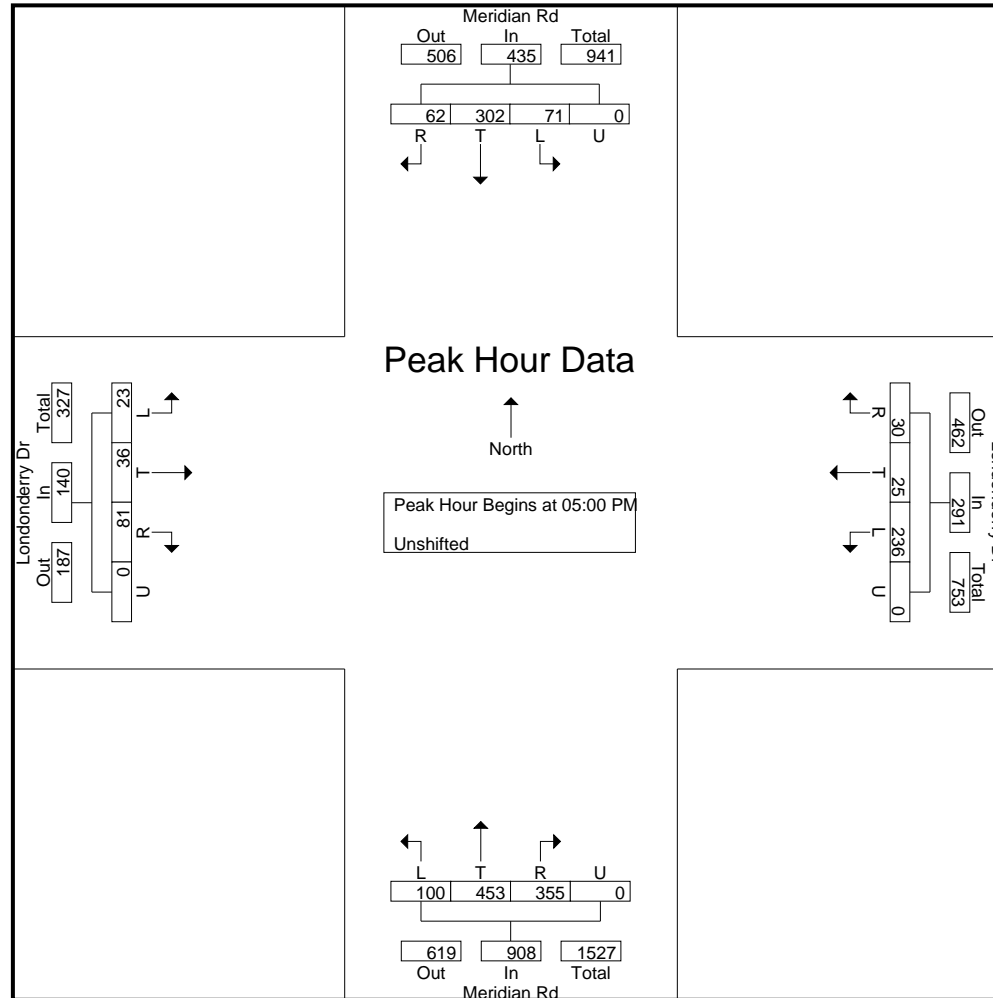 Meridian Rd
Out In Total
506 435 941
62 302 71 0
R T L U
Peak Hour Data
North
Peak Hour Begins at 05:00 PM
Unshifted
Londonderry Dr
Total In Out
327 140 187
23 36 81 0
L T R U
Out In Total
462 291 753
30 25 236 0
R T L U
L T R U
100 453 355 0
619 908 1527
Out In Total
Meridian Rd